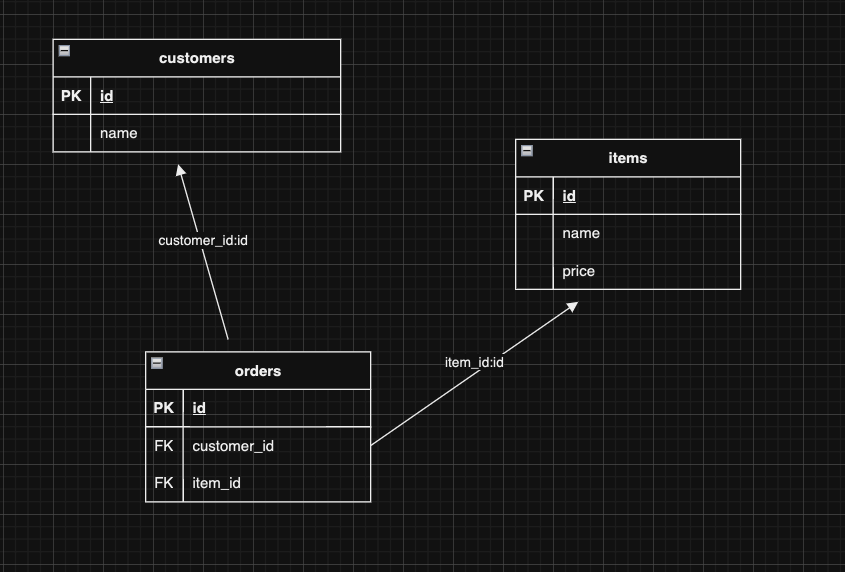 customers
PK id
name
items
PK id
name
price
customer_id:id
item_id:id
orders
PK id
FK customer_id
FK item_id